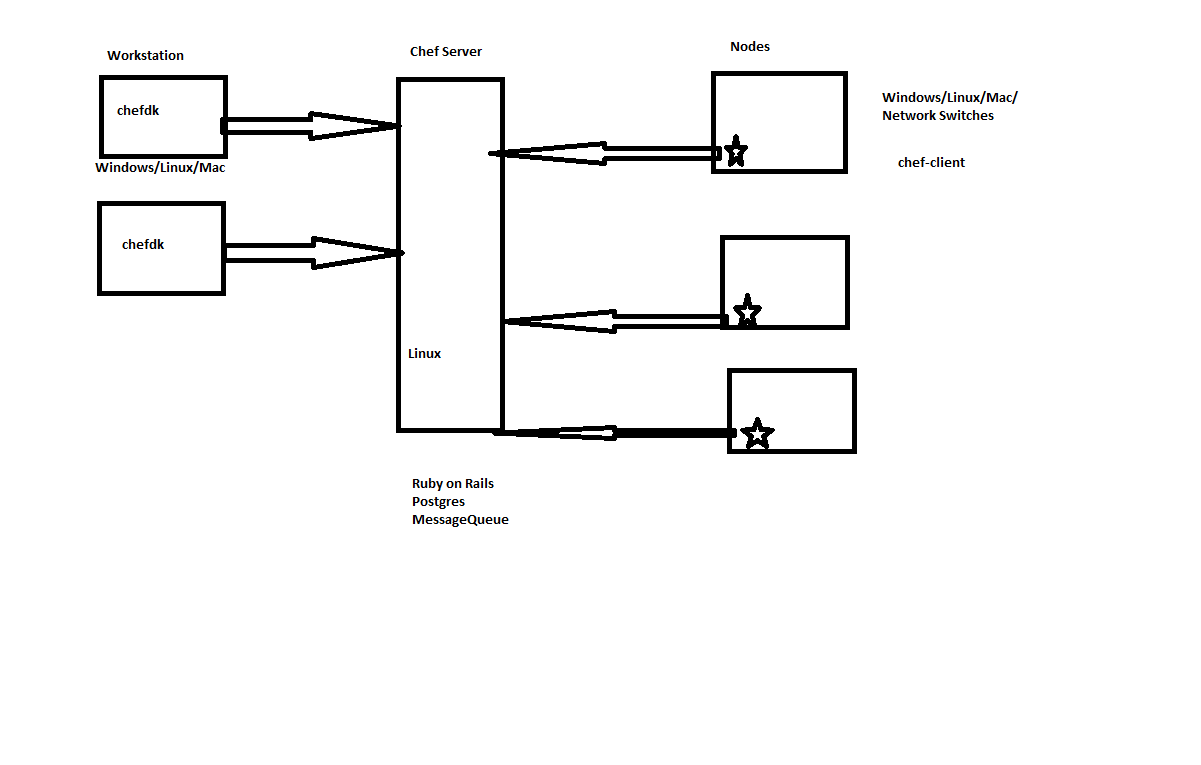 Workstation
chefdk
Windows/Linux/Mac
chefdk
Chef Server
Linux
Ruby on Rails
Postgres
MessageQueue
Nodes
Windows/Linux/Mac/
Network Switches
chef-client